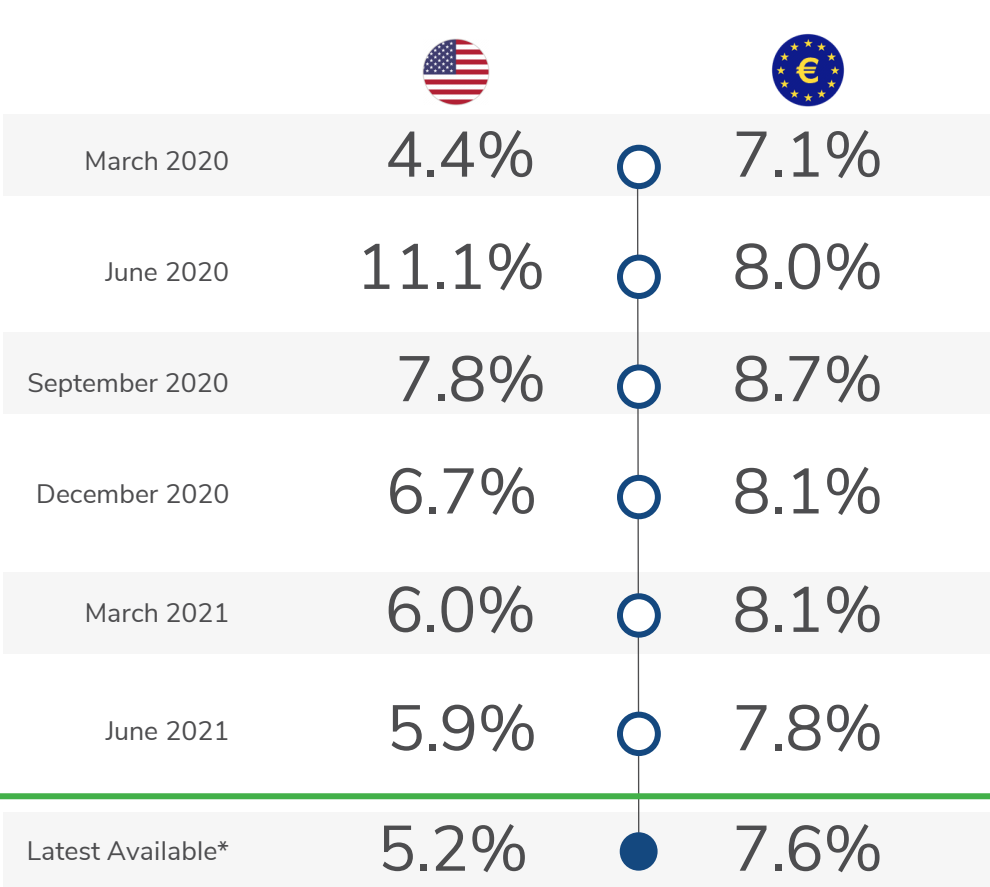 €
March 2020 4.4% 7.1%
June 2020 11.1% 8.0%
September 2020 7.8% 8.7%
December 2020 6.7% 8.1%
March 2021 6.0% 8.1%
June 2021 5.9% 7.8%
Latest Available* 5.2% 7.6%